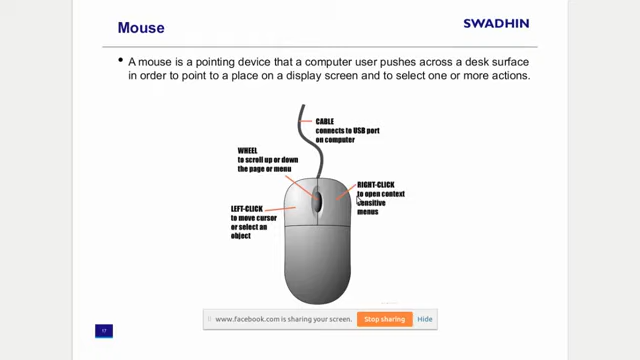 Mouse
SWADHIN
• A mouse is a pointing device that a computer user pushes across a desk surface
in order to point to a place on a display screen and to select one or more actions.
CABLE
connects to USB port
on computer
WHEEL
to scroll up or down
the page or menu
RIGHT-CLICK
to open context
sensitive
menus
LEFT-CLICK
to move cursor
or select an
object
www.facebook.com is sharing your screen. Stop sharing Hide
17